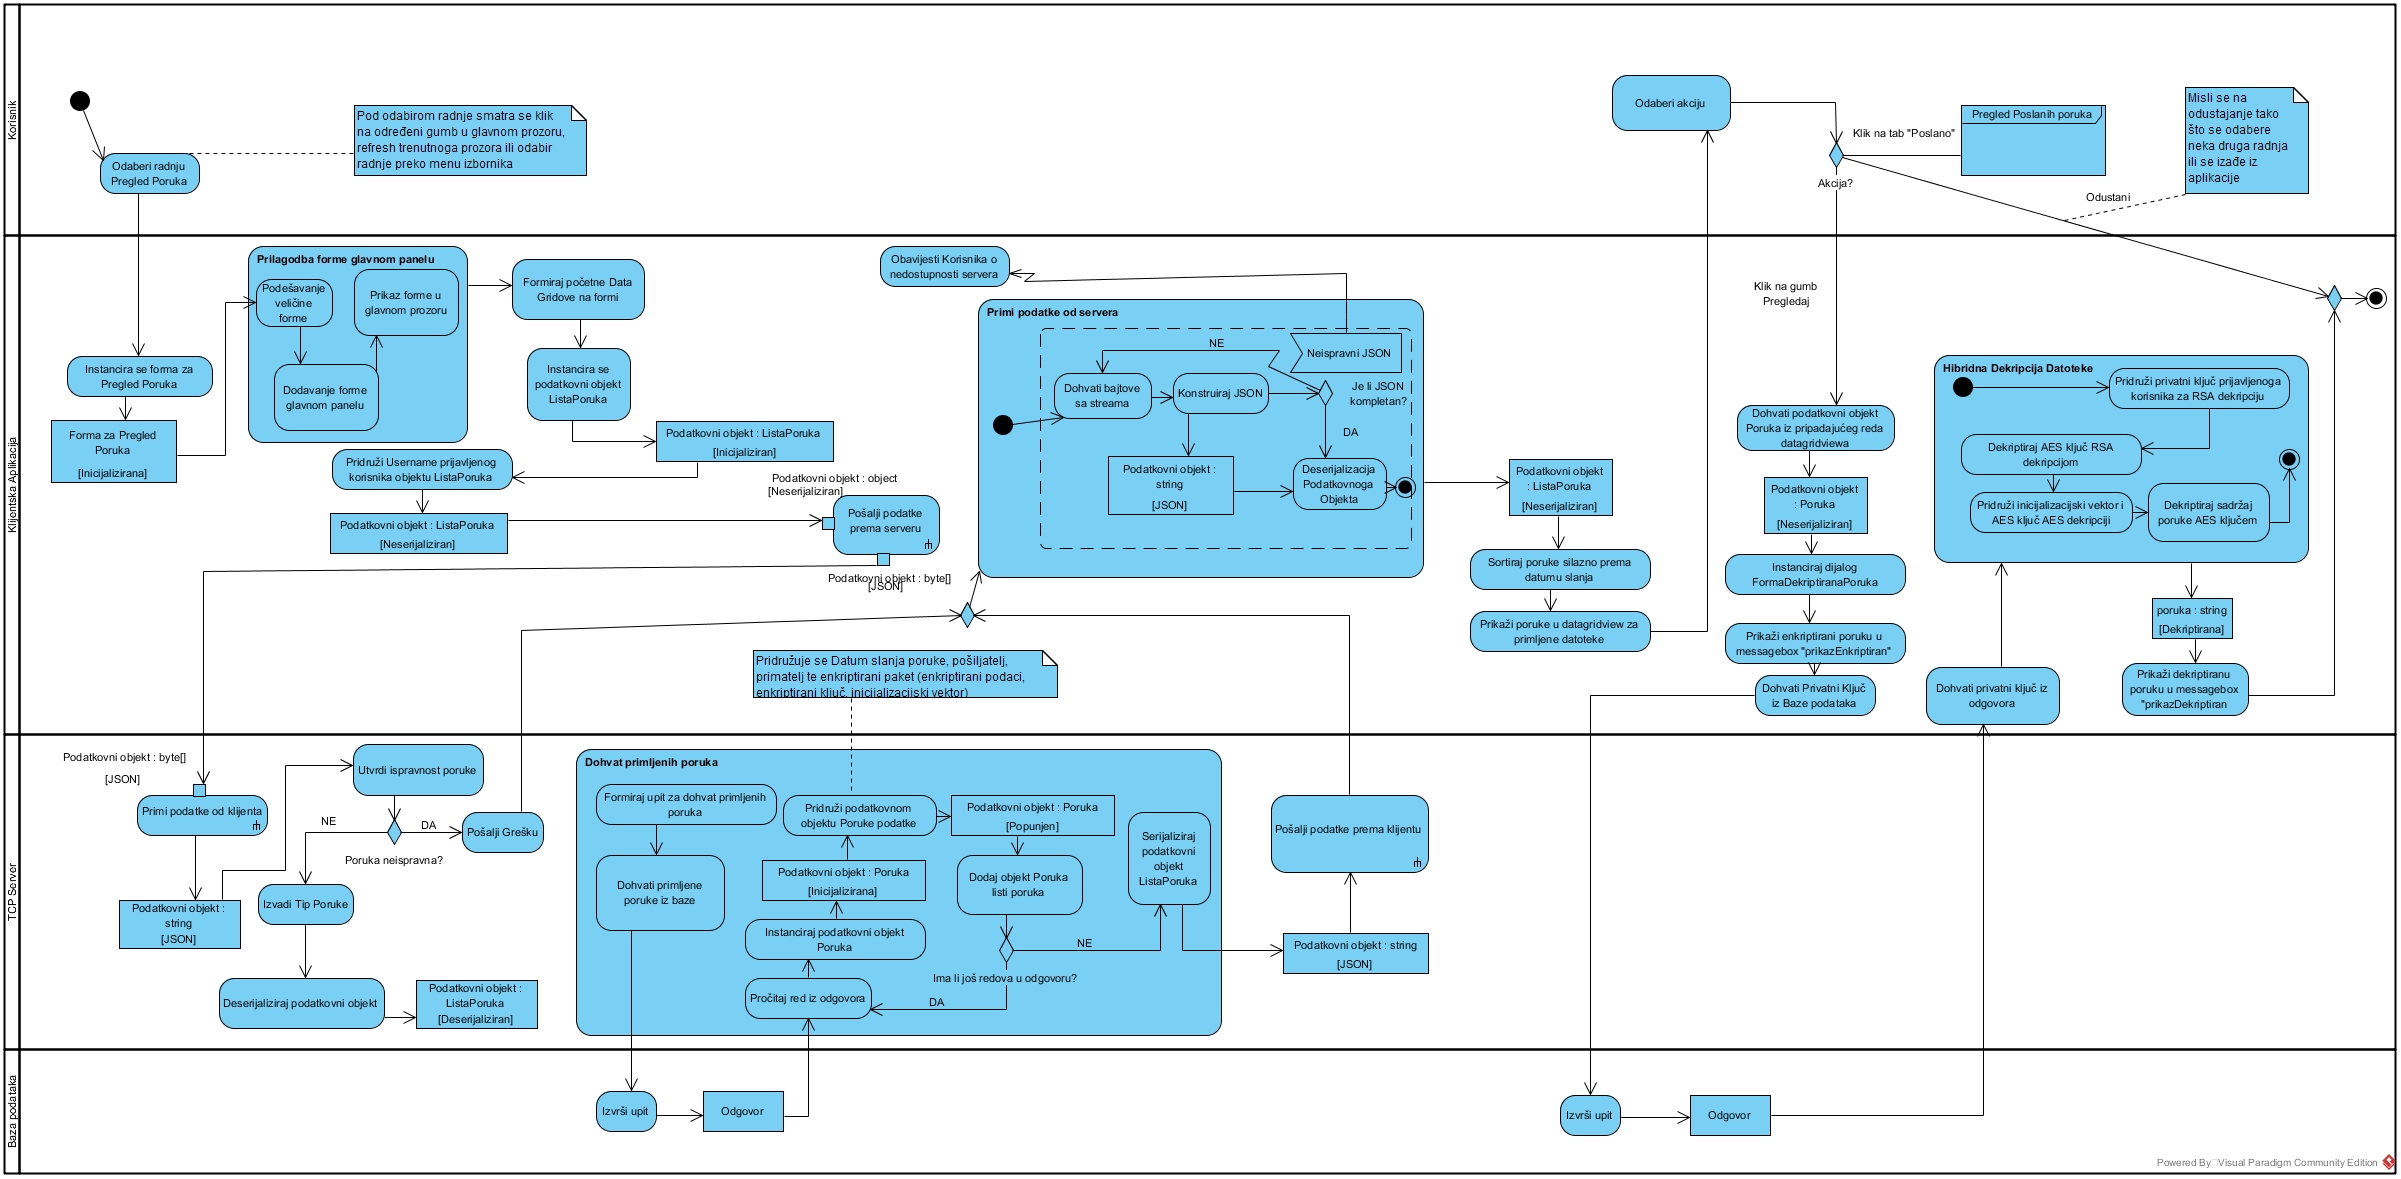 Korisnik
Pod odabirom radnje smatra se klik
na određeni gumb u glavnom prozoru,
refresh trenutnoga prozora ili odabir
radnje preko menu izbornika
Odaberi radnju
Pregled Poruka
Odaberi akciju
Klik na tab "Poslano"
Pregled Poslanih poruka
Akcija?
Misli se na
odustajanje tako
što se odabere
neka druga radnja
ili se izađe iz
aplikacije
Odustani
Klijentska Aplikacija
Instancira se forma za
Pregled Poruka
Forma za Pregled
Poruka
[Inicijalizirana]
Prilagodba forme glavnom panelu
Podešavanje
veličine
forme
Prikaz forme u
glavnom prozoru
Dodavanje forme
glavnom panelu
Formiraj početne Data
Gridove na formi
Instancira se
podatkovni objekt
ListaPoruka
Podatkovni objekt : ListaPoruka
[Inicijaliziran]
Pridruži Username prijavljenog
korisnika objektu ListaPoruka
Podatkovni objekt : ListaPoruka
[Neserijaliziran]
Podatkovni objekt : object
[Neserijaliziran]
Pošalji podatke
prema serveru
Podatkovni objekt : byte[]
[JSON]
Obavijesti Korisnika o
nedostupnosti servera
Primi podatke od servera
Neispravni JSON
NE
Dohvati bajtove
sa streama
Konstruiraj JSON
Je li JSON
kompletan?
DA
Podatkovni objekt :
string
[JSON]
Deserijalizacija
Podatkovnoga
Objekta
Podatkovni objekt
: ListaPoruka
[Neserijaliziran]
Sortiraj poruke silazno prema
datumu slanja
Prikaži poruke u datagridview za
primljene datoteke
Klik na gumb
Pregledaj
Dohvati podatkovni objekt
Poruka iz pripadajućeg reda
datagridviewa
Podatkovni objekt
: Poruka
[Neserijaliziran]
Instanciraj dijalog
FormaDekriptiranaPoruka
Prikaži enkriptirani poruku u
messagebox "prikazEnkriptiran"
Dohvati Privatni Ključ
iz Baze podataka
Hibridna Dekripcija Datoteke
Pridruži privatni ključ prijavljenoga
korisnika za RSA dekripciju
Dekriptiraj AES ključ RSA
dekripcijom
Pridruži inicijalizacijski vektor i
AES ključ AES dekripciji
Dekriptiraj sadržaj
poruke AES ključem
poruka : string
[Dekriptirana]
Prikaži dekriptiranu
poruku u messagebox
"prikazDekriptiran
Dohvati privatni ključ iz
odgovora
Pridružuje se Datum slanja poruke, pošiljatelj,
primatelj te enkriptirani paket (enkriptirani podaci,
enkriptirani ključ, inicijalizacijski vektor)
TCP Server
Podatkovni objekt : byte[]
[JSON]
Primi podatke od klijenta
Podatkovni objekt :
string
[JSON]
Utvrdi ispravnost poruke
NE
DA
Poruka neispravna?
Pošalji Grešku
Izvadi Tip Poruke
Deserijaliziraj podatkovni objekt
Podatkovni objekt :
ListaPoruka
[Deserijaliziran]
Dohvat primljenih poruka
Formiraj upit za dohvat primljenih
poruka
Dohvati primljene
poruke iz baze
Pridruži podatkovnom
objektu Poruke podatke
Podatkovni objekt : Poruka
[Inicijalizirana]
Instanciraj podatkovni objekt
Poruka
Pročitaj red iz odgovora
Podatkovni objekt : Poruka
[Popunjen]
Dodaj objekt Poruka
listi poruka
NE
Ima li još redova u odgovoru?
DA
Serijaliziraj
podatkovni
objekt
ListaPoruka
Pošalji podatke prema klijentu
Podatkovni objekt : string
[JSON]
Baza podataka
Izvrši upit
Odgovor
Izvrši upit
Odgovor
Powered By Visual Paradigm Community Edition